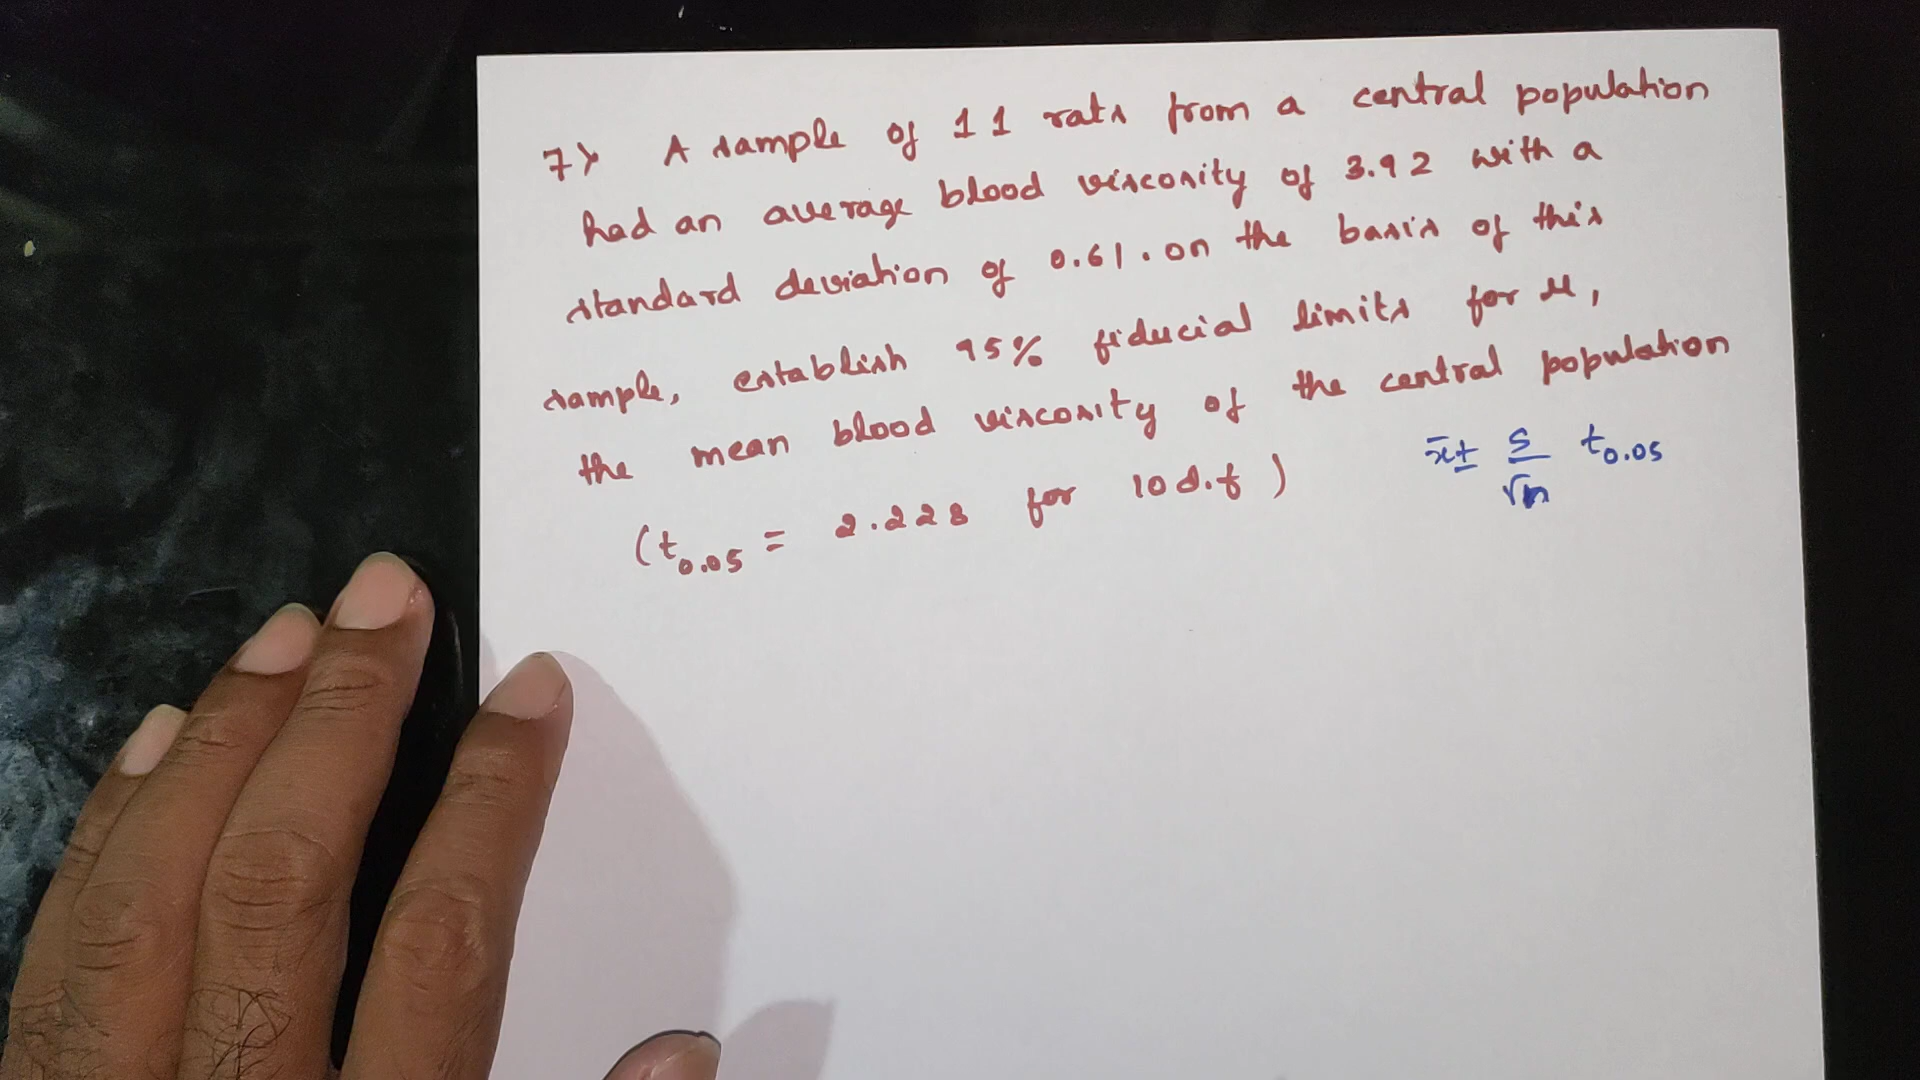 7) A sample of 11 rats from a central population
had an average blood viscosity of 3.92 with a
standard deviation of 0.61. on the basis of this
sample, establish 95% fiducial limits for μ,
the mean blood viscosity of the central population
(t0.05 = 2.228 for 10 d.f)
x̄ ± S/√n t0.05